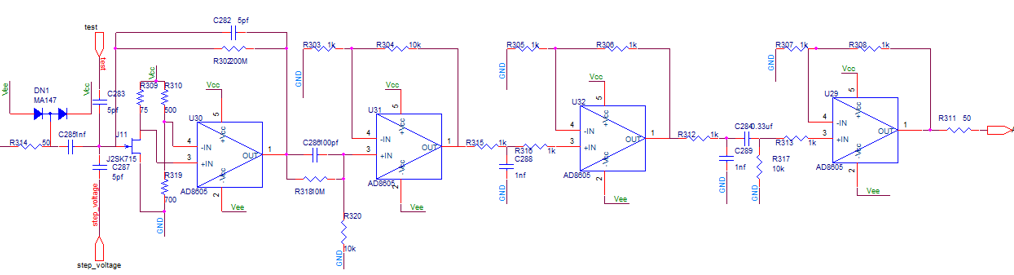 test
C282 5pf
R302 200M
R303 1k
R304 10k
R305 1k
R306 1k
R307 1k
R308 1k
GND
GND
GND
Vee
Vcc
test
Vcc
DN1
MA147
C283
5pf
R309
75
R310
500
Vcc
Vcc
Vcc
Vcc
U30
U31
U32
U29
5
5
5
5
+Vcc
+Vcc
+Vcc
+Vcc
R314 50
C285 1nf
J11
J2SK715
C287
5pf
4
-IN
3
+IN
OUT
1
-Vcc
AD8605
2
Vee
C286 100pf
4
-IN
3
+IN
OUT
1
-Vcc
AD8605
2
Vee
R315 1k
R316 1k
C288
1nf
GND
4
-IN
3
+IN
OUT
1
-Vcc
AD8605
2
Vee
R312 1k
C284 0.33uf
C289
1nf
GND
R313
1k
R317
10k
GND
4
-IN
3
+IN
OUT
1
-Vcc
AD8605
2
Vee
R311 50
R319
700
GND
R318 10M
R320
10k
GND
step_voltage
step_voltage